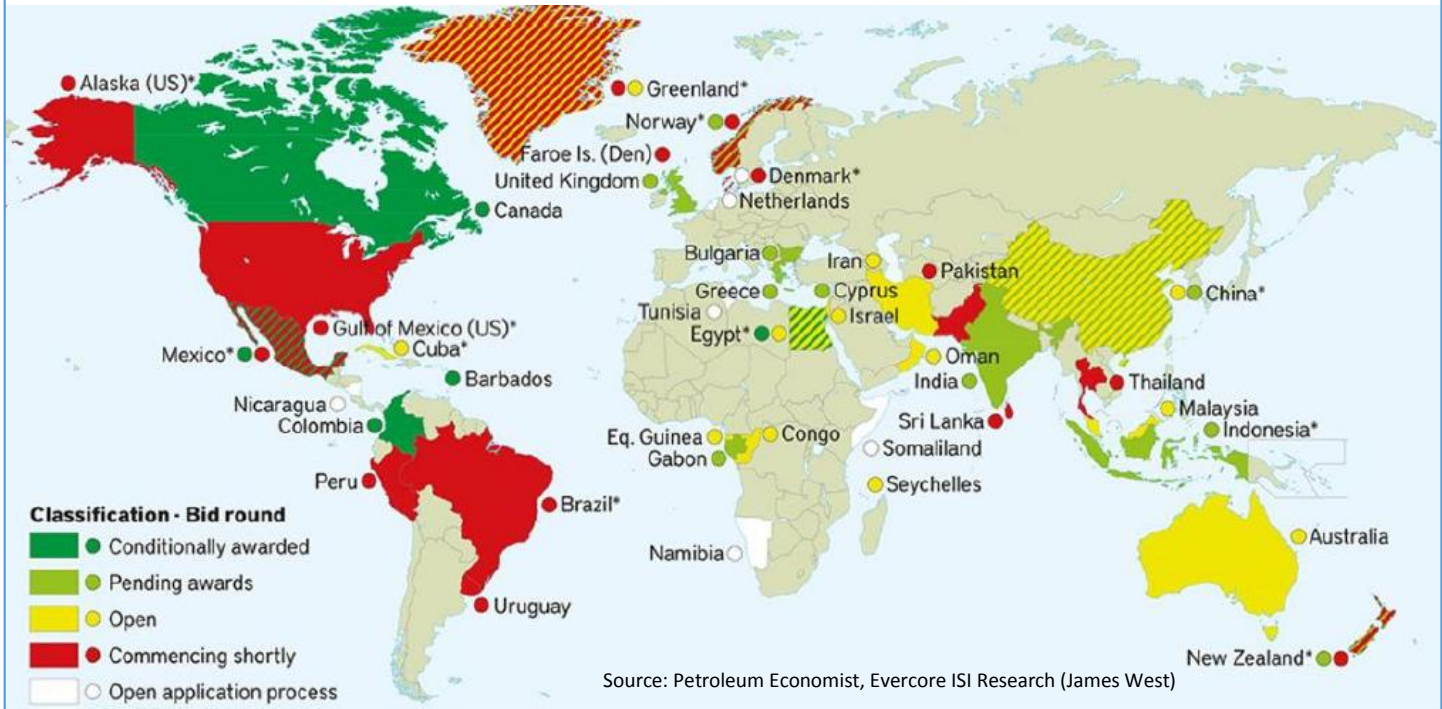 Alaska (US)*
Greenland*
Norway*
Faroe Is. (Den)
Denmark*
United Kingdom
Netherlands
Canada
Bulgaria
Iran
Pakistan
Greece
Cyprus
China*
Tunisia
Israel
Gulf of Mexico (US)*
Egypt*
Mexico*
Cuba*
Oman
Barbados
India
Thailand
Nicaragua
Malaysia
Colombia
Sri Lanka
Indonesia*
Eq. Guinea
Congo
Somaliland
Gabon
Peru
Seychelles
Brazil*
Classification - Bid round
Conditionally awarded
Australia
Namibia
Pending awards
Uruguay
Open
Commencing shortly
New Zealand*
Open application process
Source: Petroleum Economist, Evercore ISI Research (James West)